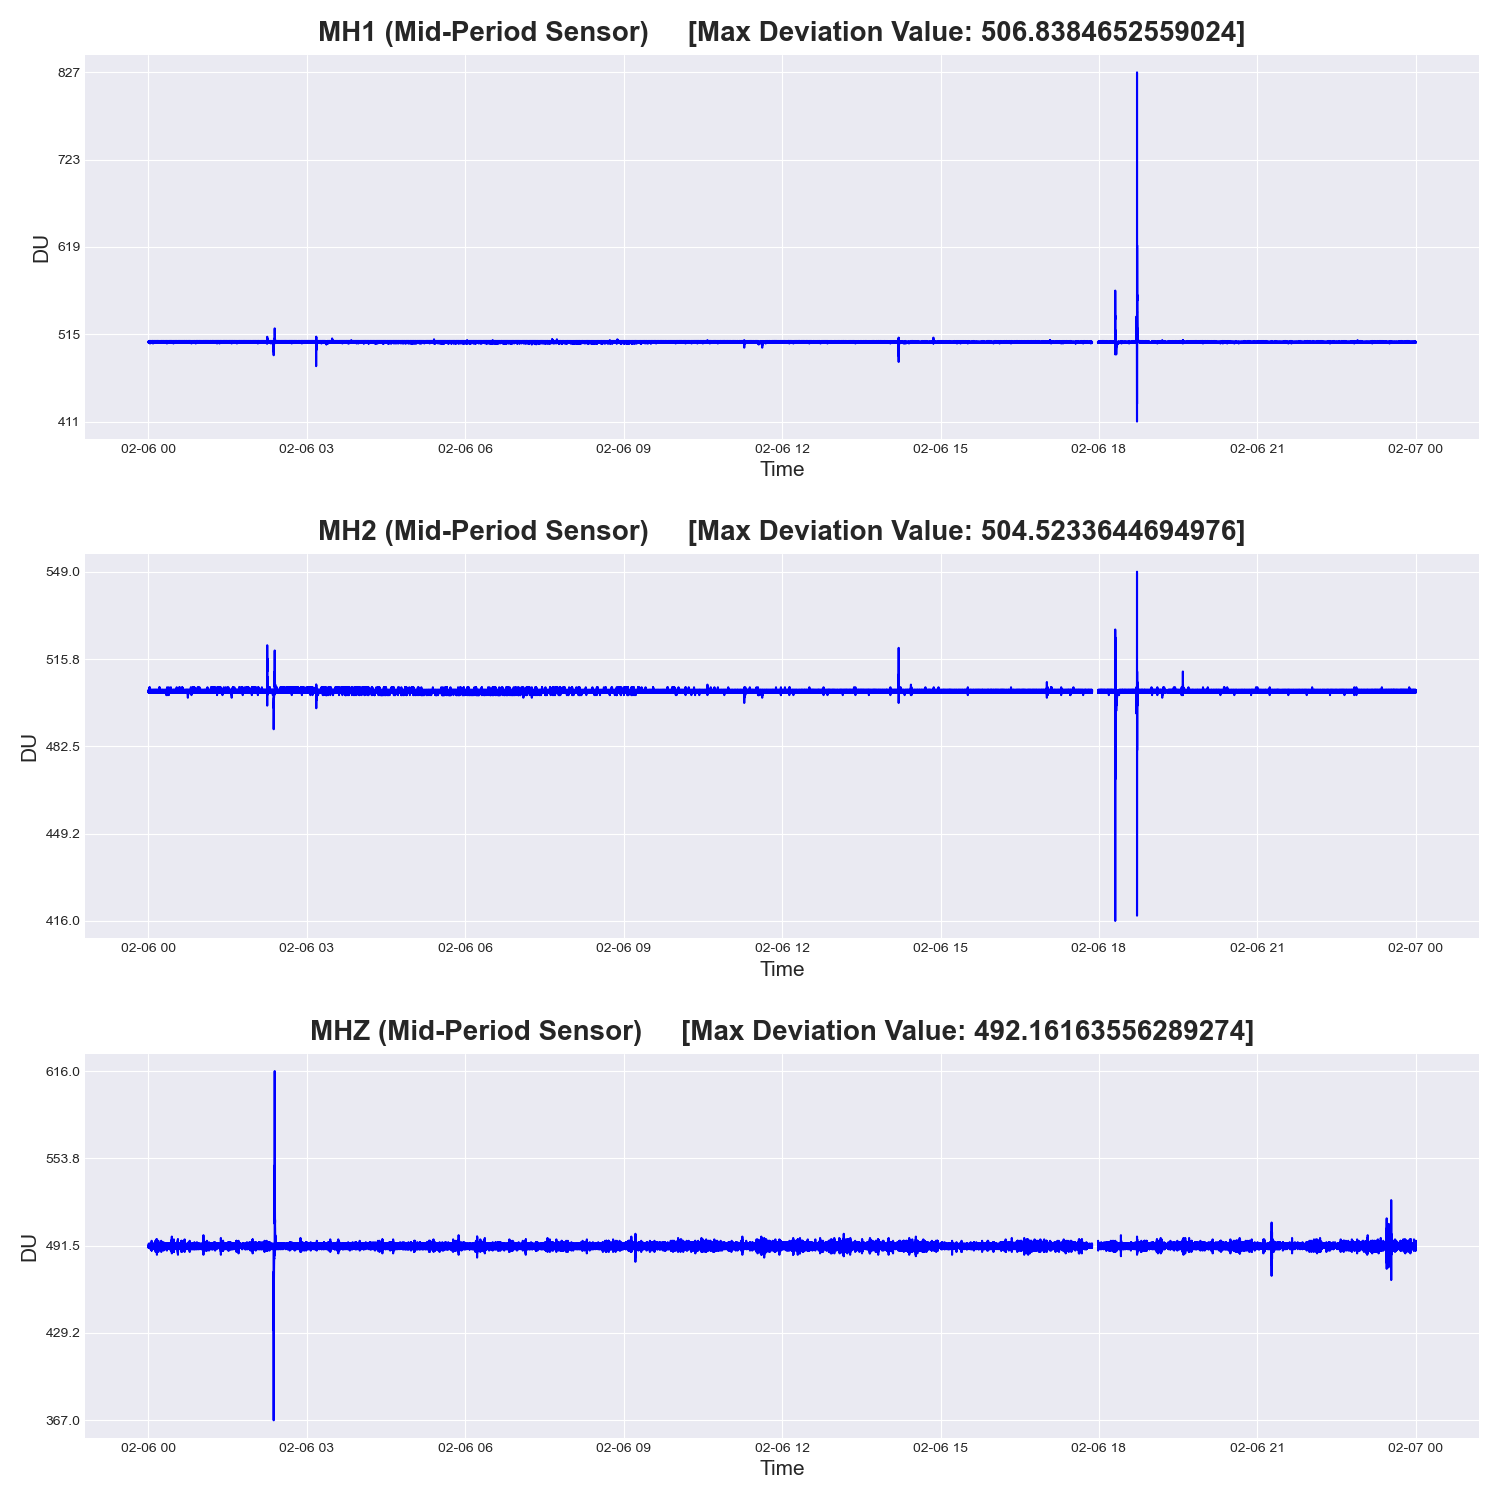 MH1 (Mid-Period Sensor) [Max Deviation Value: 506.8384652559024]
827
723
619
515
411
DU
02-06 00 02-06 03 02-06 06 02-06 09 02-06 12 02-06 15 02-06 18 02-06 21 02-07 00
Time
MH2 (Mid-Period Sensor) [Max Deviation Value: 504.5233644694976]
549.0
515.8
482.5
449.2
416.0
DU
02-06 00 02-06 03 02-06 06 02-06 09 02-06 12 02-06 15 02-06 18 02-06 21 02-07 00
Time
MHZ (Mid-Period Sensor) [Max Deviation Value: 492.16163556289274]
616.0
553.8
491.5
429.2
367.0
DU
02-06 00 02-06 03 02-06 06 02-06 09 02-06 12 02-06 15 02-06 18 02-06 21 02-07 00
Time